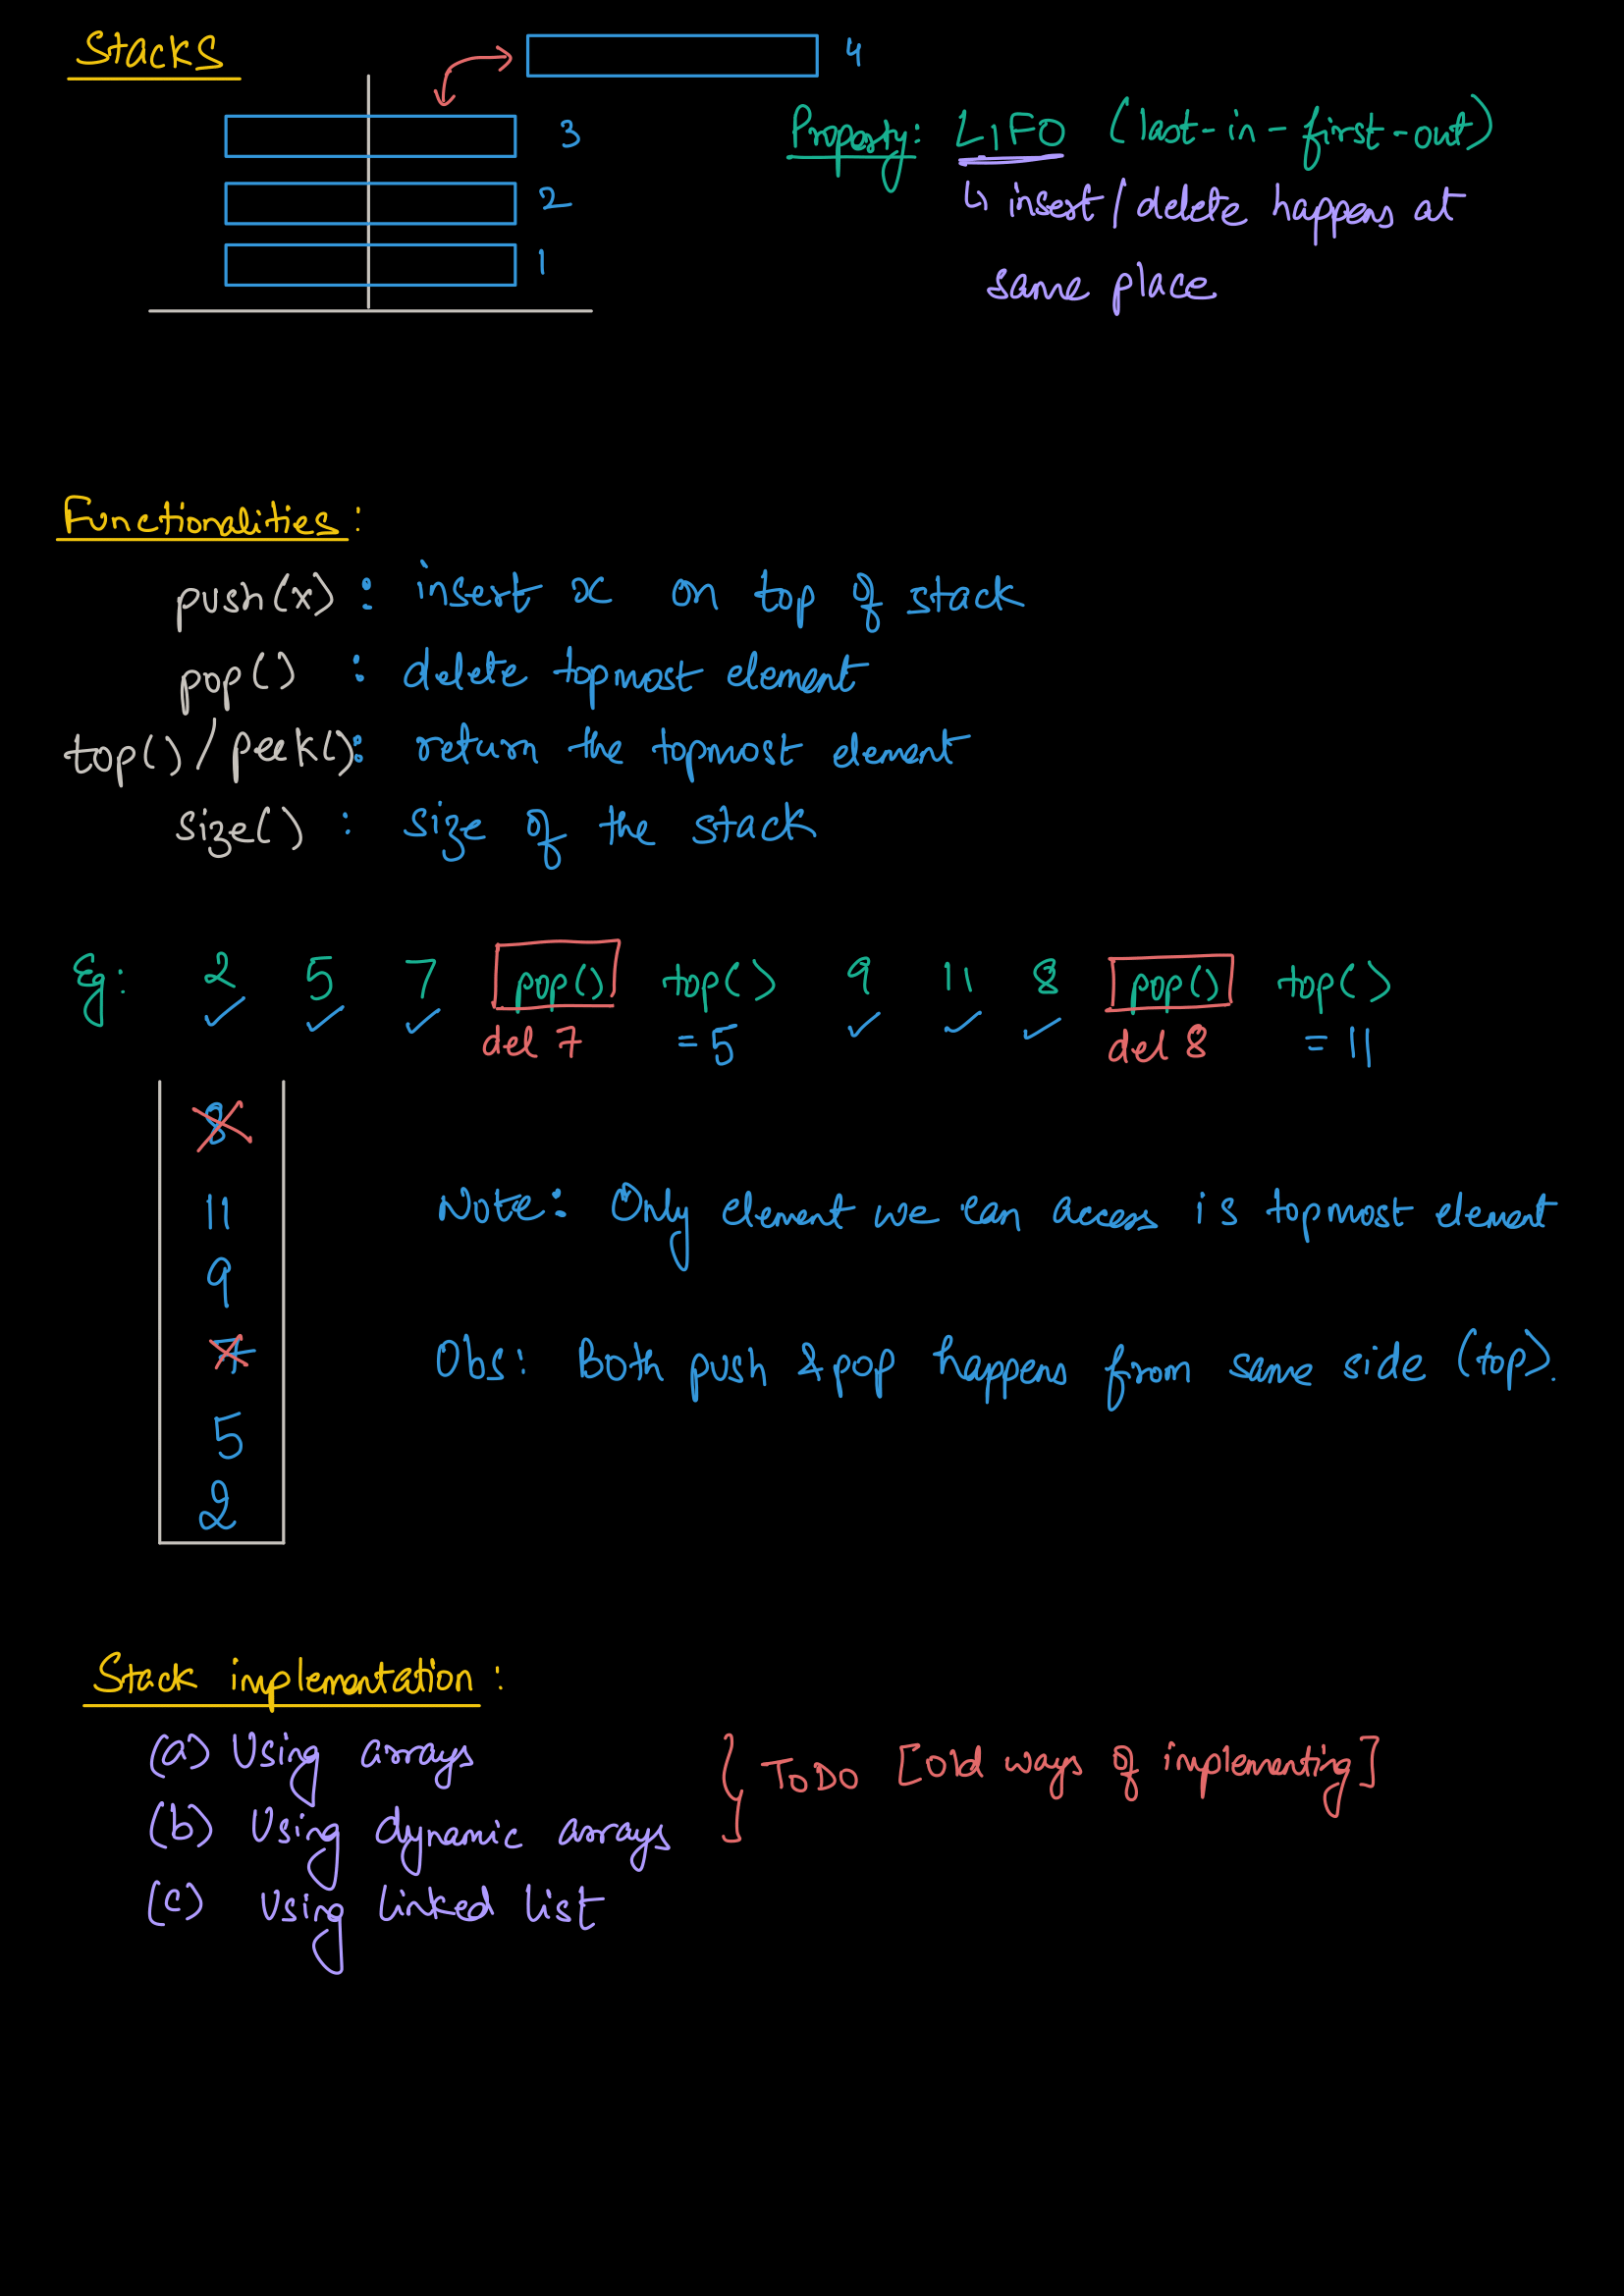 Stacks
4
3
2
1
Property: LIFO (last-in-first-out)
↳ insert/delete happens at
same place
Functionalities:
push(x) : insert x on top of stack
pop() : delete topmost element
top()/peek(): return the topmost element
size() : size of the stack
Eg: 2 5 7 pop() top() 9 11 8 pop() top()
✓ ✓ ✓ del 7 = 5 ✓ ✓ ✓ del 8 = 11
8
11
9
7
5
2
Note: Only element we can access is topmost element
Obs: Both push & pop happens from same side (top).
Stack implementation:
(a) Using arrays
(b) Using dynamic arrays
} TODO [old ways of implementing]
(c) Using linked list